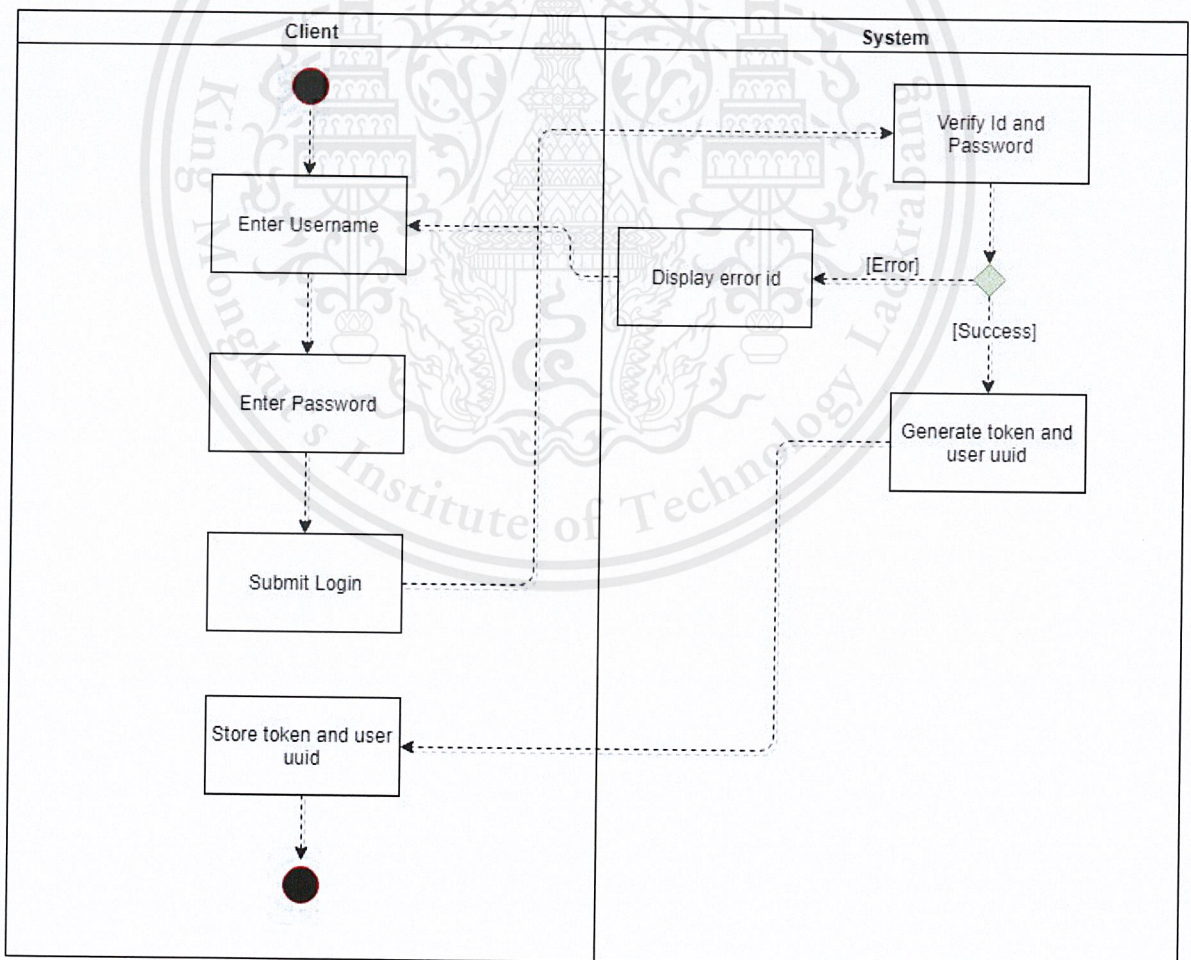 Client
System
Enter Username
Enter Password
Submit Login
Store token and user
uuid
Verify Id and
Password
[Error]
Display error id
[Success]
Generate token and
user uuid
King Mongkut's Institute of Technology Ladkrabang